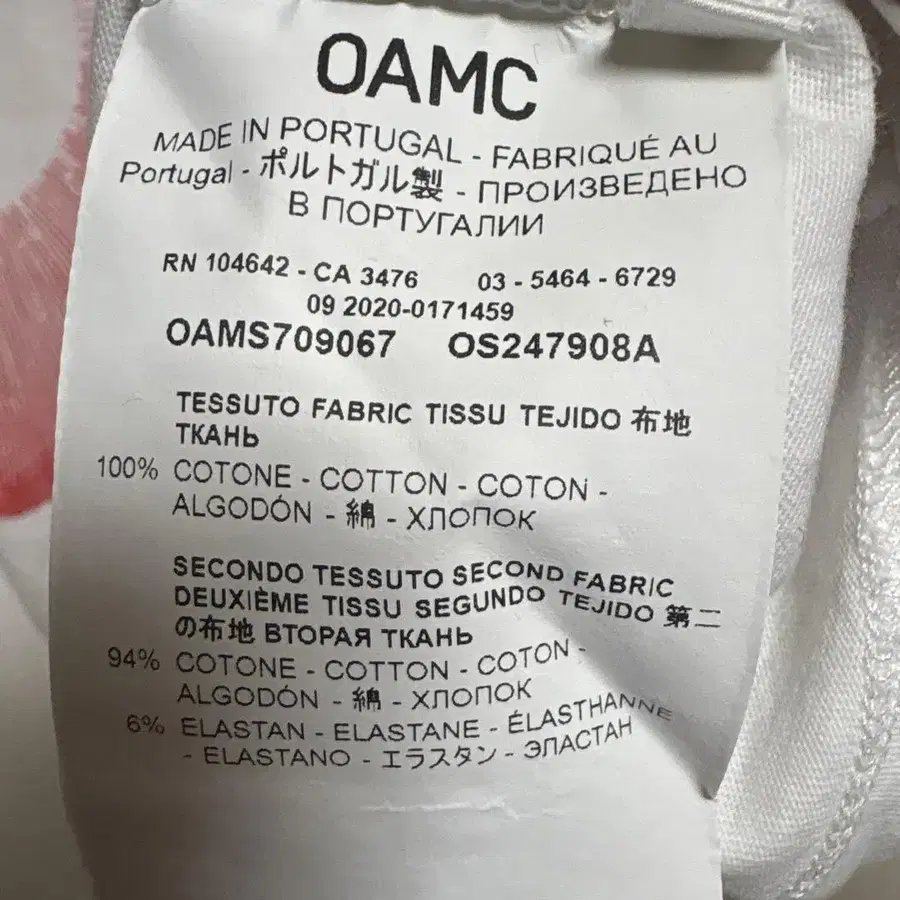 OAMC
MADE IN PORTUGAL - FABRIQUÉ AU
Portugal - ポルトガル製 - ПРОИЗВЕДЕНО
В ПОРТУГАЛИИ
RN 104642 - CA 3476 03 - 5464 - 6729
09 2020-0171459
OAMS709067 OS247908A
TESSUTO FABRIC TISSU TEJIDO 布地
ТКАНЬ
100% COTONE - COTTON - COTON -
ALGODÓN - 綿 - ХЛОПОК
SECONDO TESSUTO SECOND FABRIC
DEUXIÈME TISSU SEGUNDO TEJIDO 第二
の布地 ВТОРАЯ ТКАНЬ
94% COTONE - COTTON - COTON -
ALGODÓN - 綿 - ХЛОПОК
6% ELASTAN - ELASTANE - ÉLASTHANNE
- ELASTANO - エラスタン - ЭЛАСТАН